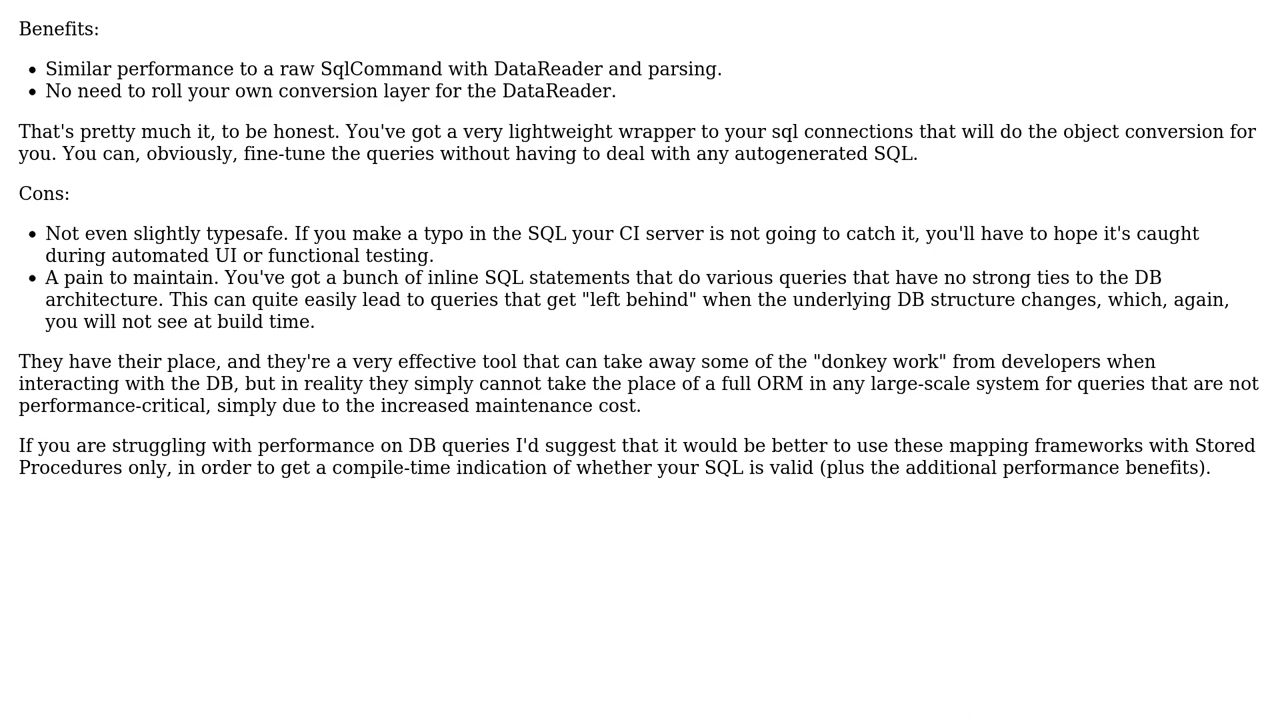 Benefits:
• Similar performance to a raw SqlCommand with DataReader and parsing.
• No need to roll your own conversion layer for the DataReader.
That's pretty much it, to be honest. You've got a very lightweight wrapper to your sql connections that will do the object conversion for
you. You can, obviously, fine-tune the queries without having to deal with any autogenerated SQL.
Cons:
• Not even slightly typesafe. If you make a typo in the SQL your CI server is not going to catch it, you'll have to hope it's caught
during automated UI or functional testing.
• A pain to maintain. You've got a bunch of inline SQL statements that do various queries that have no strong ties to the DB
architecture. This can quite easily lead to queries that get "left behind" when the underlying DB structure changes, which, again,
you will not see at build time.
They have their place, and they're a very effective tool that can take away some of the "donkey work" from developers when
interacting with the DB, but in reality they simply cannot take the place of a full ORM in any large-scale system for queries that are not
performance-critical, simply due to the increased maintenance cost.
If you are struggling with performance on DB queries I'd suggest that it would be better to use these mapping frameworks with Stored
Procedures only, in order to get a compile-time indication of whether your SQL is valid (plus the additional performance benefits).